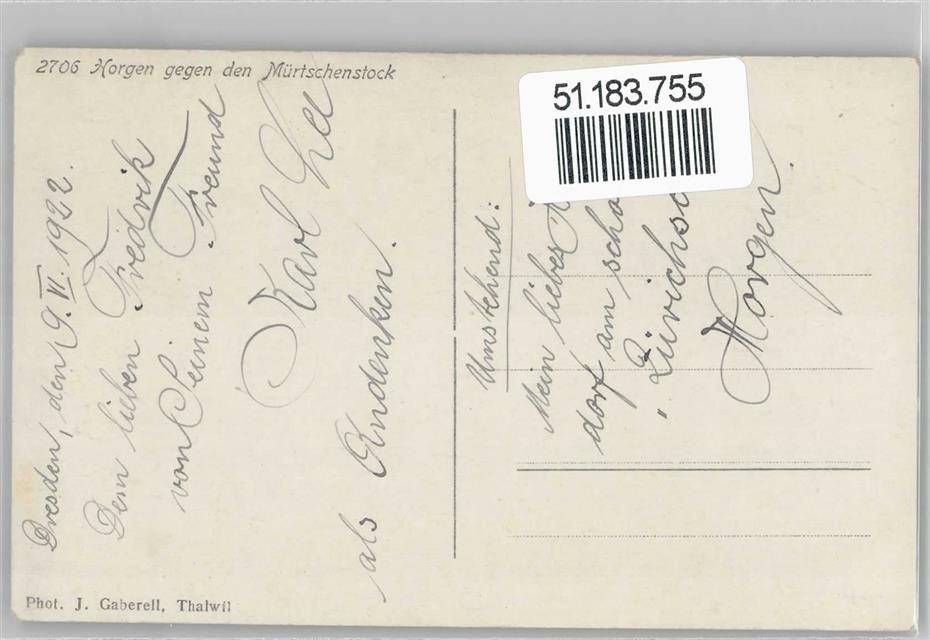 2706 Horgen gegen den Mürtschenstock
Dresden, den 9. VI. 1922.
Dem lieben Fredrik
von Seinem Freund
Karl
als Andenken.
51.183.755
Umstehend:
Mein liebes
dorf am
Horgen.
Phot. J. Gaberell, Thalwil